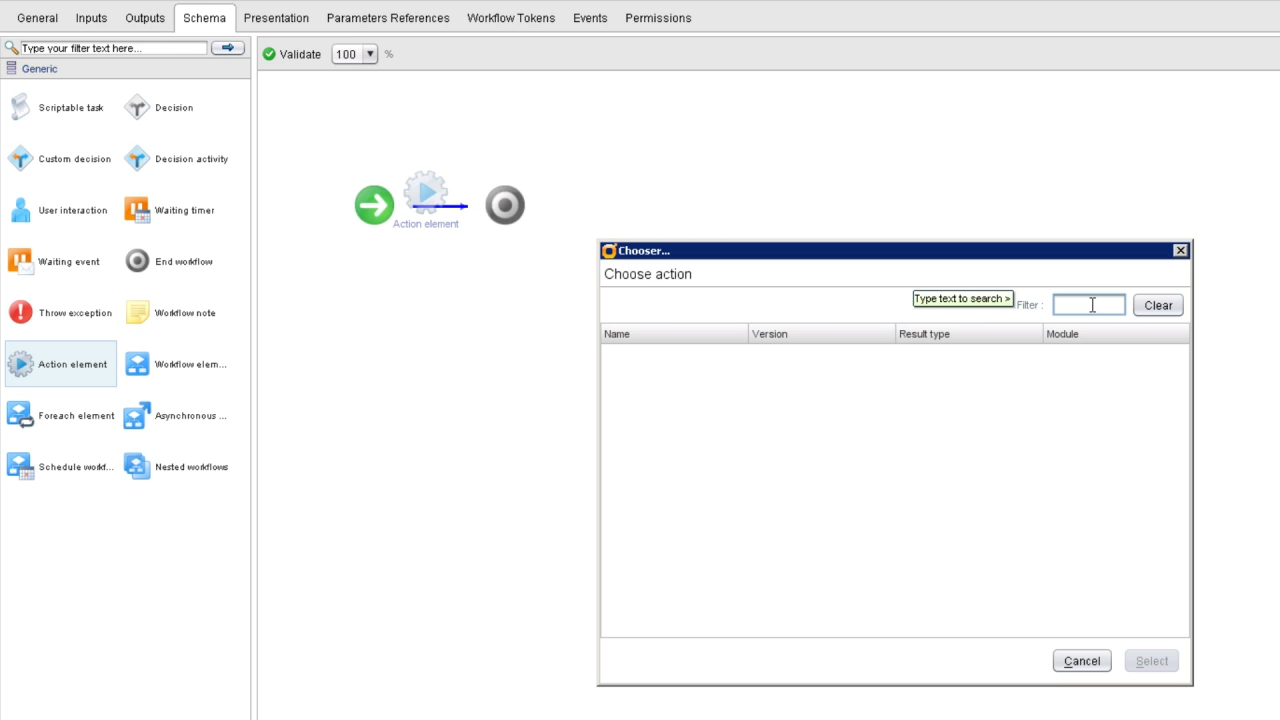 General Inputs Outputs Schema Presentation Parameters References Workflow Tokens Events Permissions
Type your filter text here...
Validate 100 %
Generic
Scriptable task Decision
Custom decision Decision activity
User interaction Waiting timer
Waiting event End workflow
Throw exception Workflow note
Action element Workflow elem...
Foreach element Asynchronous ...
Schedule workf... Nested workflows
Action element
Chooser...
Choose action
Type text to search > Filter : Clear
Name Version Result type Module
Cancel Select